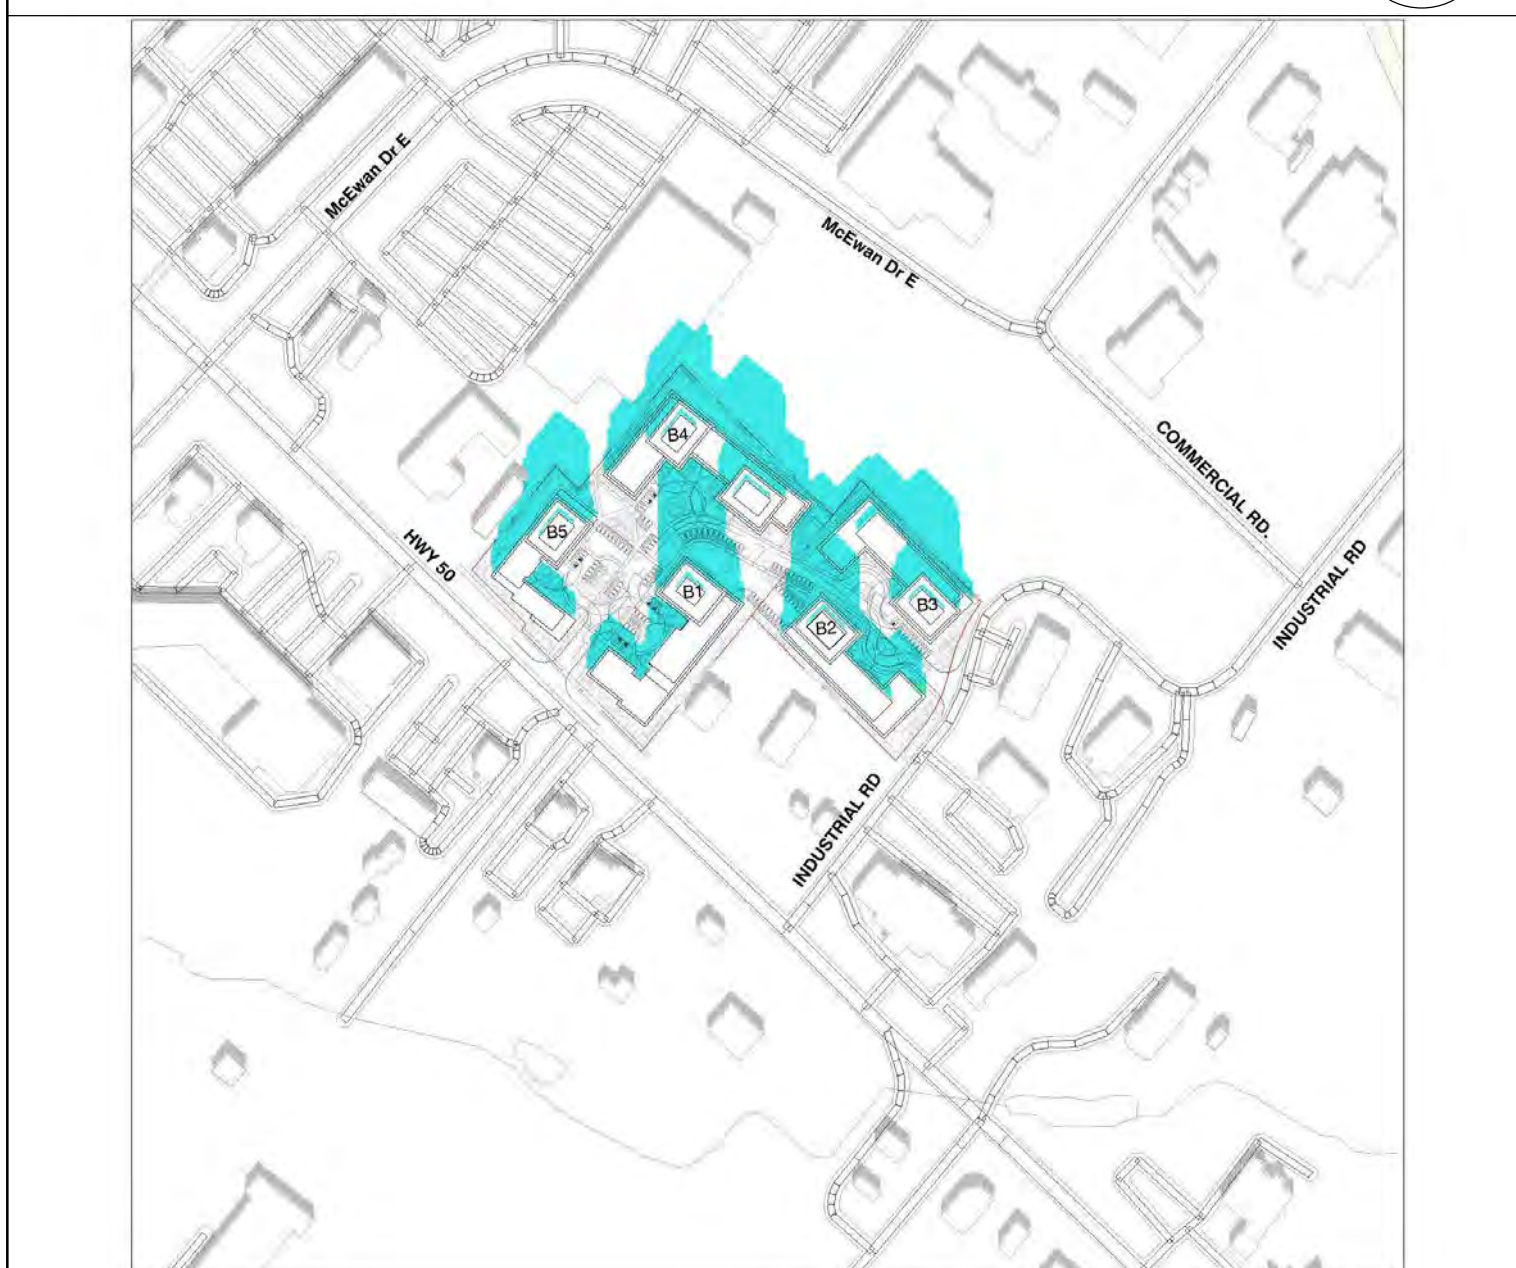 McEwan Dr E
McEwan Dr E
COMMERCIAL RD.
B4
HWY 50
B5
INDUSTRIAL RD
B1
B3
B2
INDUSTRIAL RD